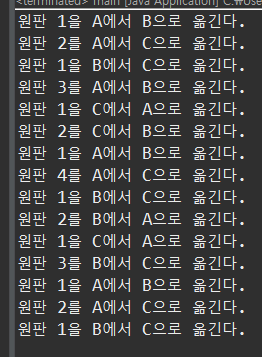 <terminated> main [Java Application] C:\Use
원판 1을 A에서 B으로 옮긴다.
원판 2를 A에서 C으로 옮긴다.
원판 1을 B에서 C으로 옮긴다.
원판 3를 A에서 B으로 옮긴다.
원판 1을 C에서 A으로 옮긴다.
원판 2를 C에서 B으로 옮긴다.
원판 1을 A에서 B으로 옮긴다.
원판 4를 A에서 C으로 옮긴다.
원판 1을 B에서 C으로 옮긴다.
원판 2를 B에서 A으로 옮긴다.
원판 1을 C에서 A으로 옮긴다.
원판 3를 B에서 C으로 옮긴다.
원판 1을 A에서 B으로 옮긴다.
원판 2를 A에서 C으로 옮긴다.
원판 1을 B에서 C으로 옮긴다.